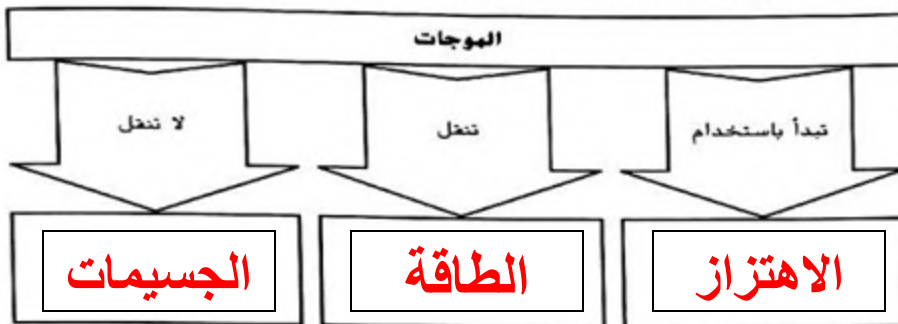 الموجات
تبدأ باستخدام
تنقل
لا تنقل
الاهتزاز
الطاقة
الجسيمات